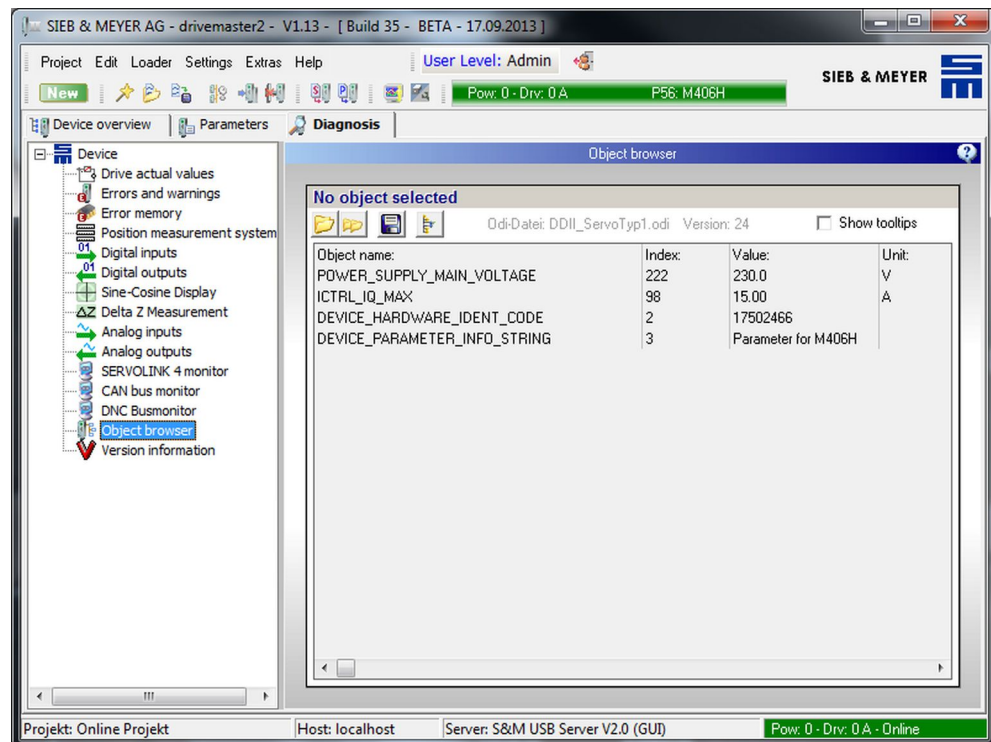 SIEB & MEYER AG - drivemaster2 - V1.13 - [ Build 35 - BETA - 17.09.2013 ]
Project Edit Loader Settings Extras Help User Level: Admin
SIEB & MEYER
New Pow: 0 - Drv: 0 A P56: M406H
Device overview Parameters Diagnosis
Object browser
Device
Drive actual values
Errors and warnings
Error memory
Position measurement system
Digital inputs
Digital outputs
Sine-Cosine Display
ΔZ Delta Z Measurement
Analog inputs
Analog outputs
SERVOLINK 4 monitor
CAN bus monitor
DNC Busmonitor
Object browser
Version information
No object selected
Odi-Datei: DDII_ServoTyp1.odi Version: 24 Show tooltips
Object name: Index: Value: Unit:
POWER_SUPPLY_MAIN_VOLTAGE 222 230.0 V
ICTRL_IQ_MAX 98 15.00 A
DEVICE_HARDWARE_IDENT_CODE 2 17502466
DEVICE_PARAMETER_INFO_STRING 3 Parameter for M406H
Projekt: Online Projekt Host: localhost Server: S&M USB Server V2.0 (GUI) Pow: 0 - Drv: 0 A - Online